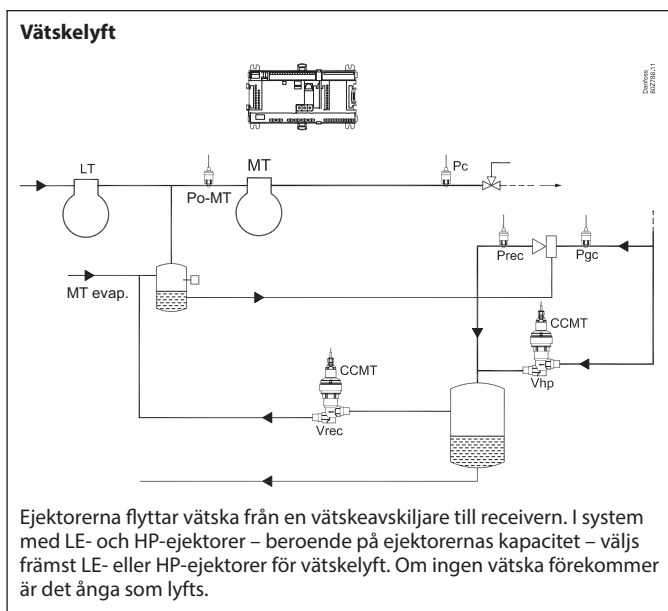 Vätskelyft
Danfoss
80Z786.11
LT
Po-MT
MT
Pc
MT evap.
Prec
Pgc
CCMT
Vhp
CCMT
Vrec
Ejektorerna flyttar vätska från en vätskeavskiljare till receivern. I system
med LE- och HP-ejektorer – beroende på ejektorernas kapacitet – väljs
främst LE- eller HP-ejektorer för vätskelyft. Om ingen vätska förekommer
är det ånga som lyfts.